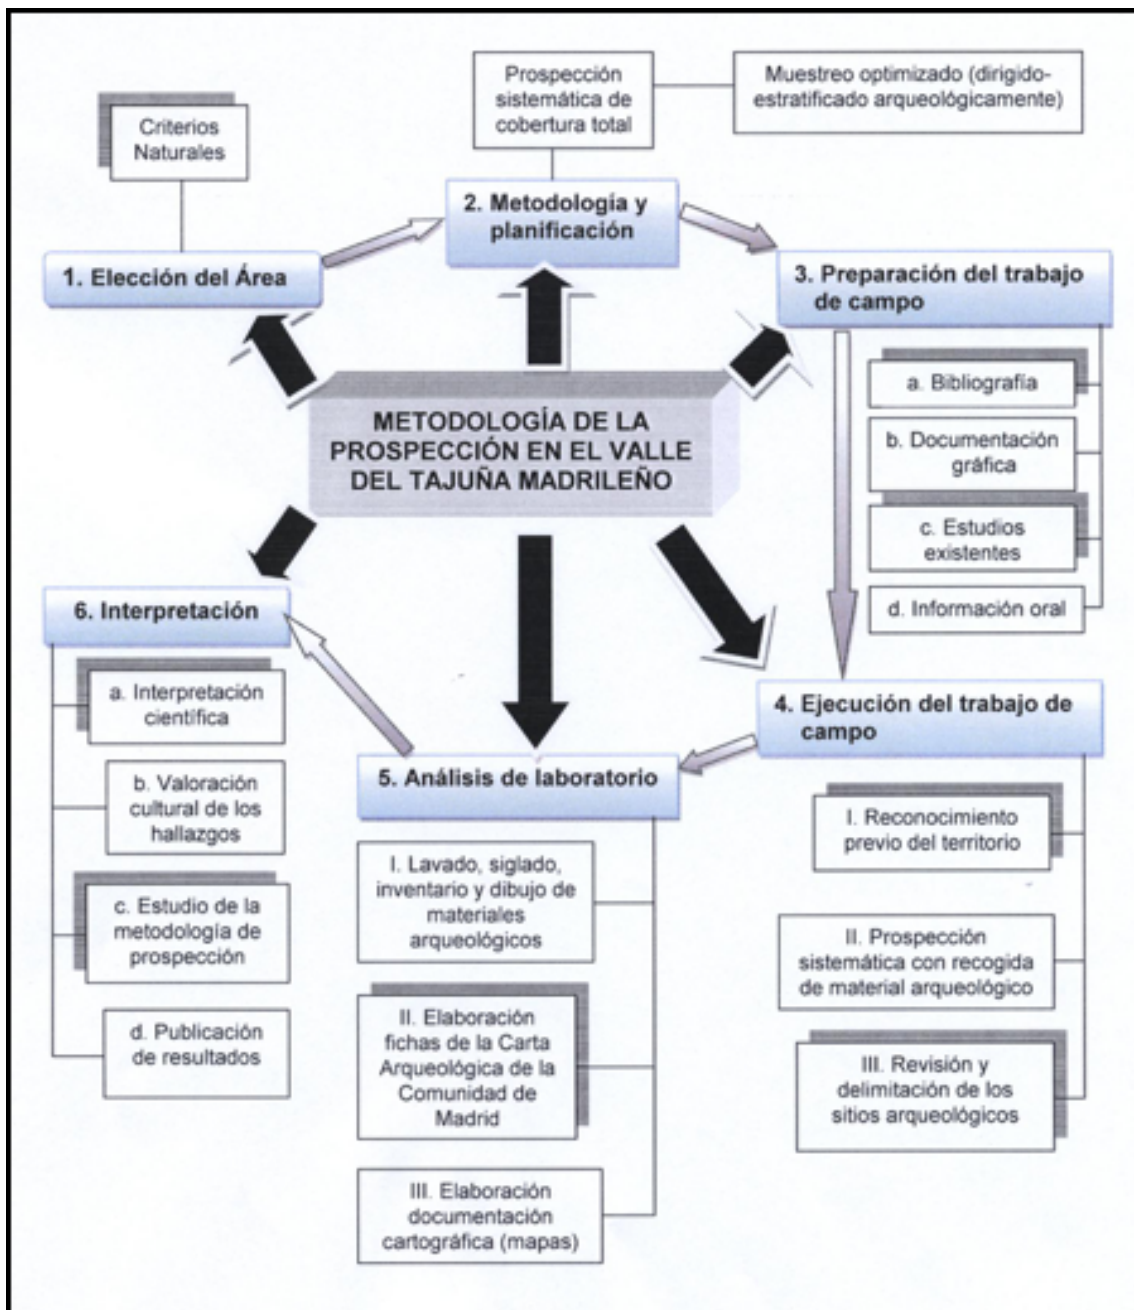 Prospección
sistemática de
cobertura total
Muestreo optimizado (dirigido-
estratificado arqueológicamente)
Criterios
Naturales
2. Metodología y
planificación
1. Elección del Área
3. Preparación del trabajo
de campo
a. Bibliografía
b. Documentación
gráfica
c. Estudios
existentes
d. Información oral
METODOLOGÍA DE LA
PROSPECCIÓN EN EL VALLE
DEL TAJUÑA MADRILEÑO
6. Interpretación
a. Interpretación
científica
b. Valoración
cultural de los
hallazgos
c. Estudio de la
metodología de
prospección
d. Publicación
de resultados
5. Análisis de laboratorio
I. Lavado, siglado,
inventario y dibujo de
materiales
arqueológicos
II. Elaboración
fichas de la Carta
Arqueológica de la
Comunidad de
Madrid
III. Elaboración
documentación
cartográfica (mapas)
4. Ejecución del trabajo de
campo
I. Reconocimiento
previo del territorio
II. Prospección
sistemática con recogida
de material arqueológico
III. Revisión y
delimitación de los
sitios arqueológicos